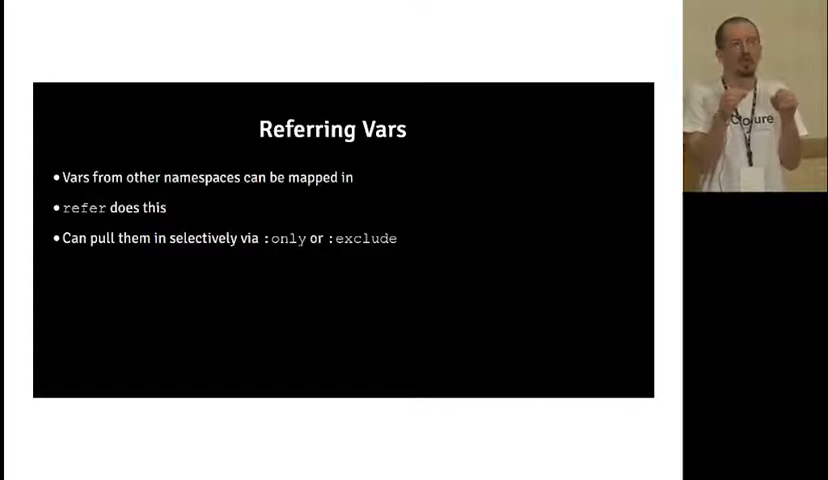 Referring Vars
• Vars from other namespaces can be mapped in
• refer does this
• Can pull them in selectively via :only or :exclude
Clojure